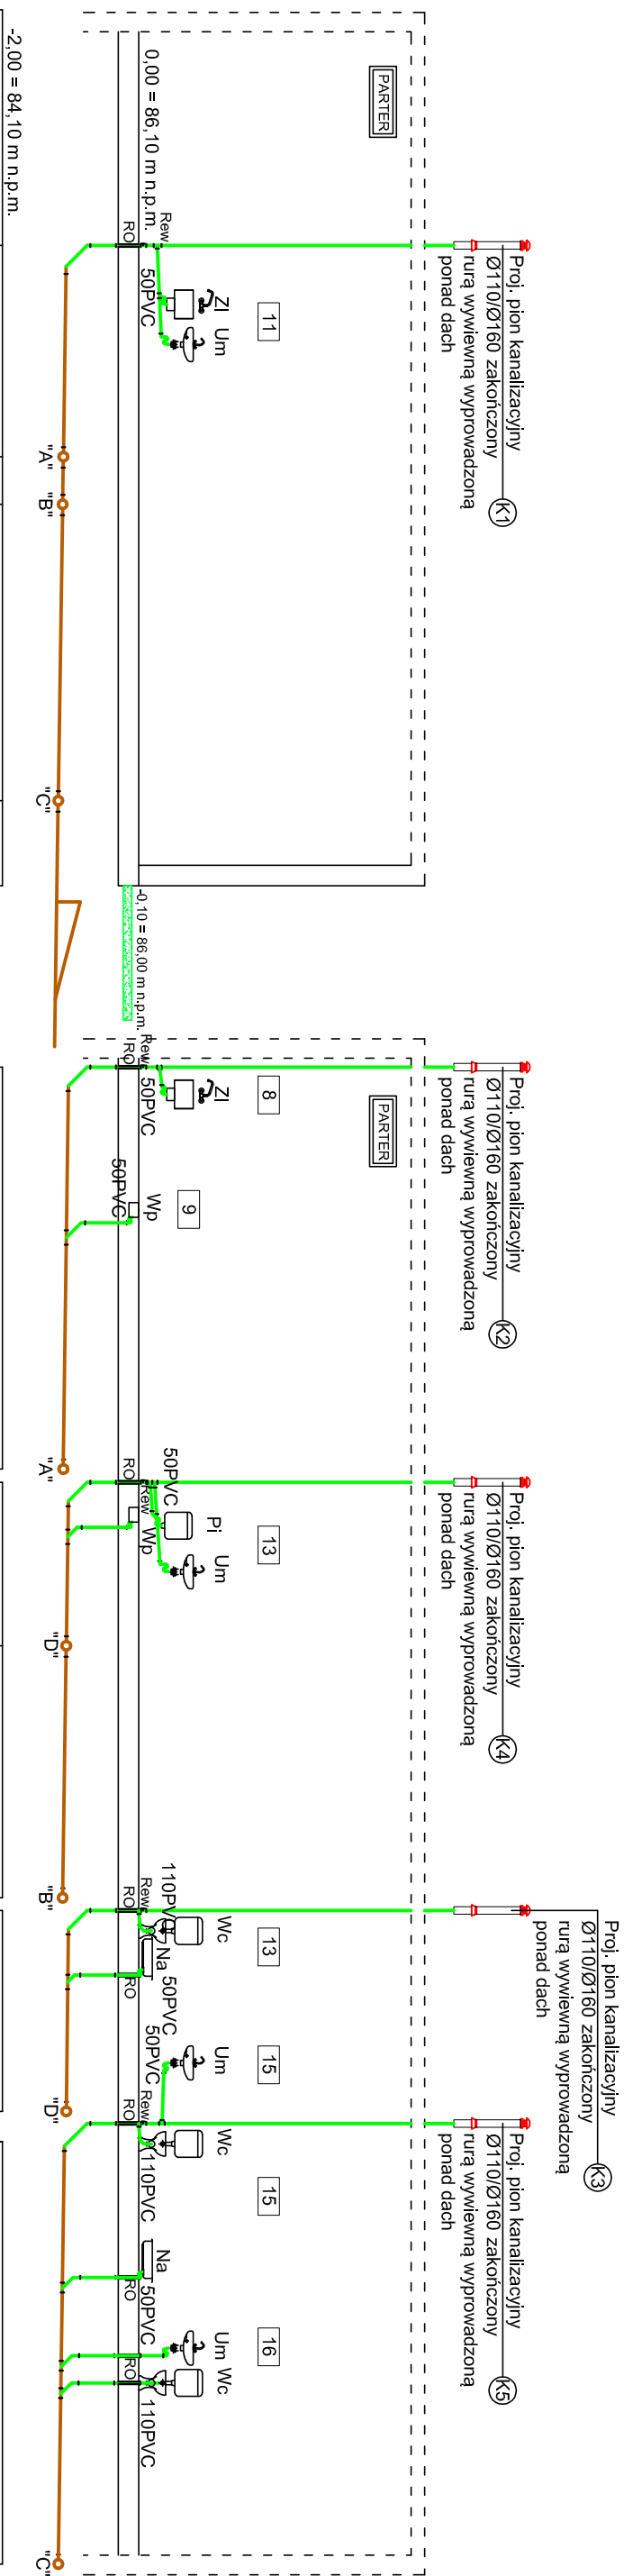 Proj. pion kanalizacyjny
Ø110/Ø160 zakończony
rurą wywiewną wyprowadzoną
ponad dach
K1
PARTER
11
Zl
Um
Rew
50PVC
RO
0,00 = 86,10 m n.p.m.
-0,10 = 86,00 m n.p.m.
"A"
"B"
"C"
-2,00 = 84,10 m n.p.m.
Proj. pion kanalizacyjny
Ø110/Ø160 zakończony
rurą wywiewną wyprowadzoną
ponad dach
K2
PARTER
8
Zl
Rew
50PVC
RO
9
Wp
50PVC
"A"
Proj. pion kanalizacyjny
Ø110/Ø160 zakończony
rurą wywiewną wyprowadzoną
ponad dach
K4
13
Um
Pi
50PVC
Wp
Rew
RO
"D"
"B"
Proj. pion kanalizacyjny
Ø110/Ø160 zakończony
rurą wywiewną wyprowadzoną
ponad dach
K3
13
Wc
110PVC
Na
50PVC
Rew
RO
RO
"D"
Proj. pion kanalizacyjny
Ø110/Ø160 zakończony
rurą wywiewną wyprowadzoną
ponad dach
K5
15
Um
50PVC
Wc
Rew
RO
110PVC
15
Na
50PVC
RO
16
Um
Wc
RO
110PVC
"C"